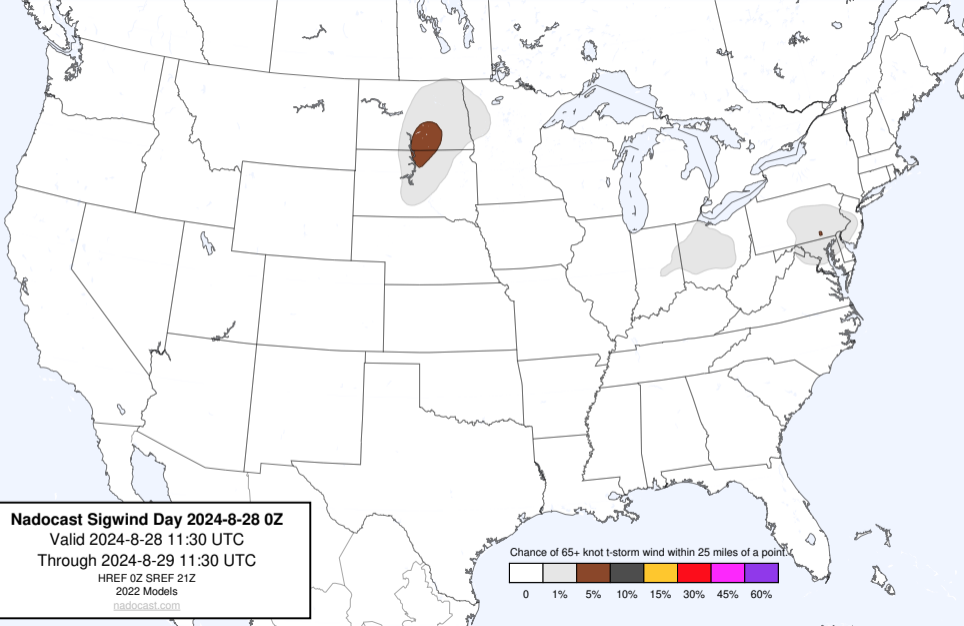 Nadocast Sigwind Day 2024-8-28 0Z
Valid 2024-8-28 11:30 UTC
Through 2024-8-29 11:30 UTC
HREF 0Z SREF 21Z
2022 Models
nadocast.com
Chance of 65+ knot t-storm wind within 25 miles of a point.
0 1% 5% 10% 15% 30% 45% 60%